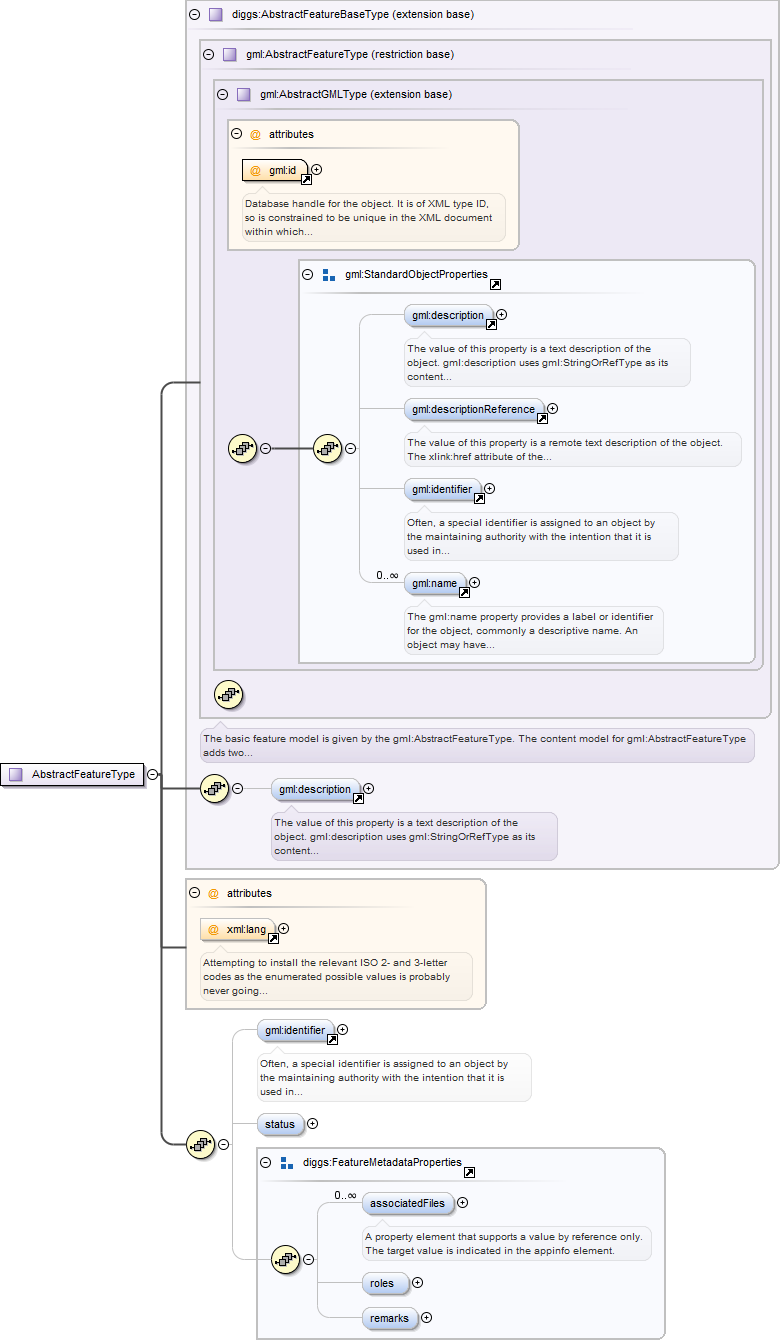 diggs:AbstractFeatureBaseType (extension base)
gml:AbstractFeatureType (restriction base)
gml:AbstractGMLType (extension base)
@ attributes
@ gml:id
Database handle for the object. It is of XML type ID,
so is constrained to be unique in the XML document
within which...
gml:StandardObjectProperties
gml:description
The value of this property is a text description of the
object. gml:description uses gml:StringOrRefType as its
content...
gml:descriptionReference
The value of this property is a remote text description of the object.
The xlink:href attribute of the...
gml:identifier
Often, a special identifier is assigned to an object by
the maintaining authority with the intention that it is
used in...
0..∞
gml:name
The gml:name property provides a label or identifier
for the object, commonly a descriptive name. An
object may have...
The basic feature model is given by the gml:AbstractFeatureType. The content model for gml:AbstractFeatureType
adds two...
AbstractFeatureType
gml:description
The value of this property is a text description of the
object. gml:description uses gml:StringOrRefType as its
content...
@ attributes
@ xml:lang
Attempting to install the relevant ISO 2- and 3-letter
codes as the enumerated possible values is probably
never going...
gml:identifier
Often, a special identifier is assigned to an object by
the maintaining authority with the intention that it is
used in...
status
diggs:FeatureMetadataProperties
0..∞
associatedFiles
A property element that supports a value by reference only.
The target value is indicated in the appinfo element.
roles
remarks